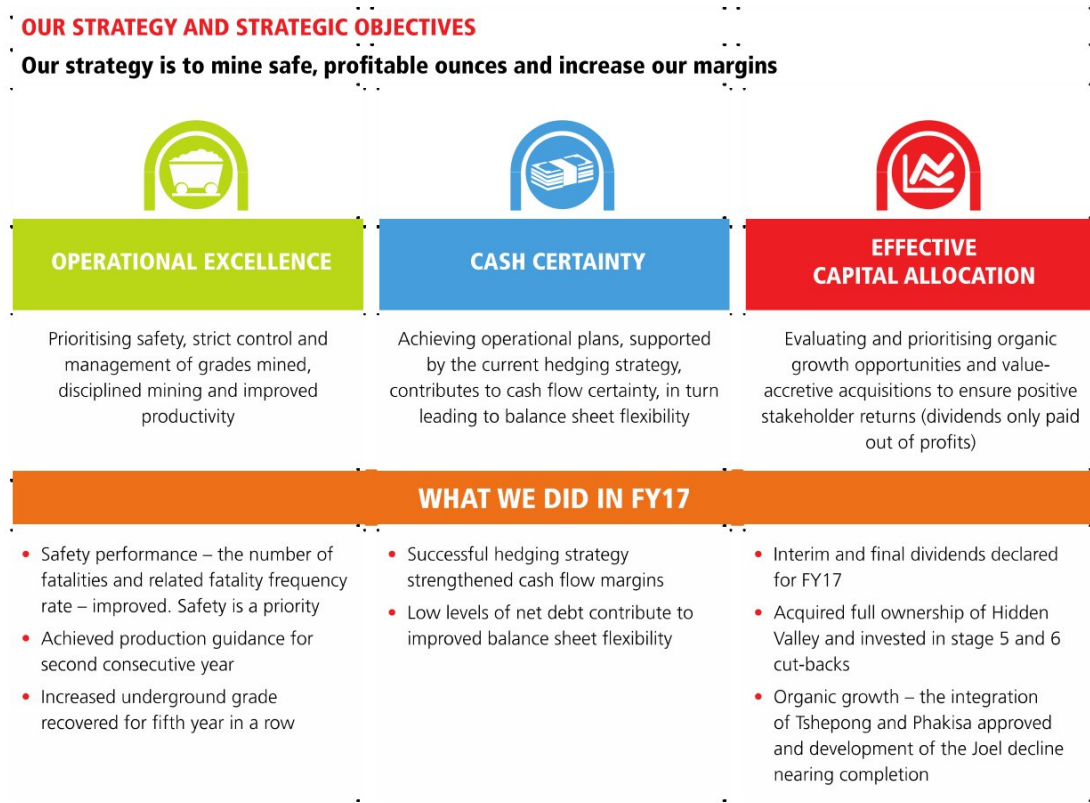 OUR STRATEGY AND STRATEGIC OBJECTIVES
Our strategy is to mine safe, profitable ounces and increase our margins
OPERATIONAL EXCELLENCE
Prioritising safety, strict control and
management of grades mined,
disciplined mining and improved
productivity
CASH CERTAINTY
Achieving operational plans, supported
by the current hedging strategy,
contributes to cash flow certainty, in turn
leading to balance sheet flexibility
EFFECTIVE
CAPITAL ALLOCATION
Evaluating and prioritising organic
growth opportunities and value-
accretive acquisitions to ensure positive
stakeholder returns (dividends only paid
out of profits)
WHAT WE DID IN FY17
• Safety performance – the number of
fatalities and related fatality frequency
rate – improved. Safety is a priority
• Achieved production guidance for
second consecutive year
• Increased underground grade
recovered for fifth year in a row
• Successful hedging strategy
strengthened cash flow margins
• Low levels of net debt contribute to
improved balance sheet flexibility
• Interim and final dividends declared
for FY17
• Acquired full ownership of Hidden
Valley and invested in stage 5 and 6
cut-backs
• Organic growth – the integration
of Tshepong and Phakisa approved
and development of the Joel decline
nearing completion